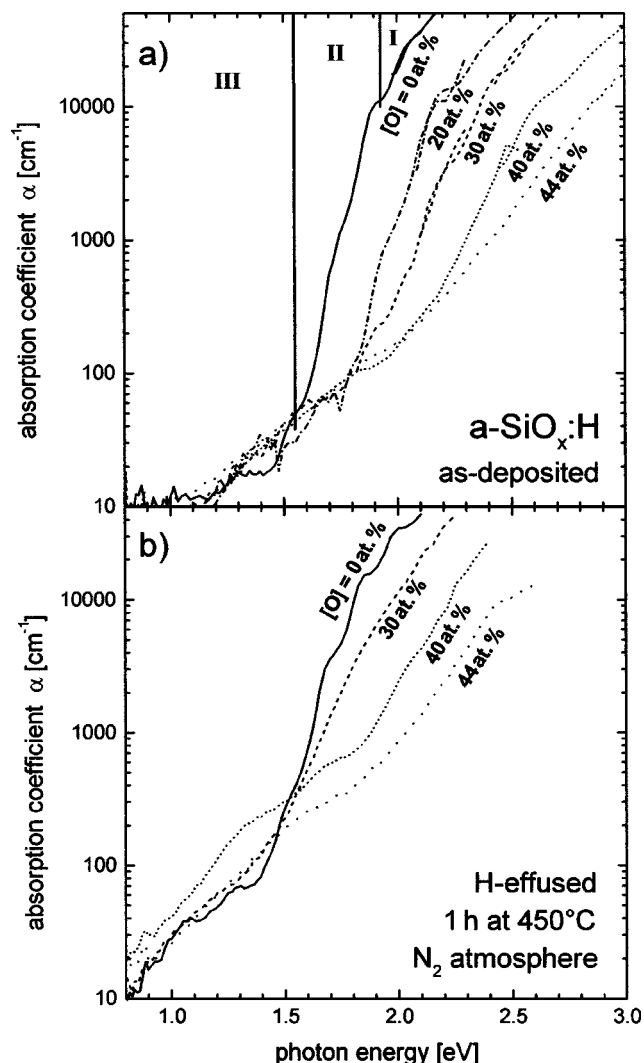 a)
III
II
I
[O] = 0 at. %
20 at. %
30 at. %
40 at. %
44 at. %
10000
1000
100
10
absorption coefficient α [cm⁻¹]
a-SiOₓ:H
as-deposited
b)
[O] = 0 at. %
30 at. %
40 at. %
44 at. %
10000
1000
100
10
absorption coefficient α [cm⁻¹]
H-effused
1 h at 450°C
N₂ atmosphere
1.0 1.5 2.0 2.5 3.0
photon energy [eV]